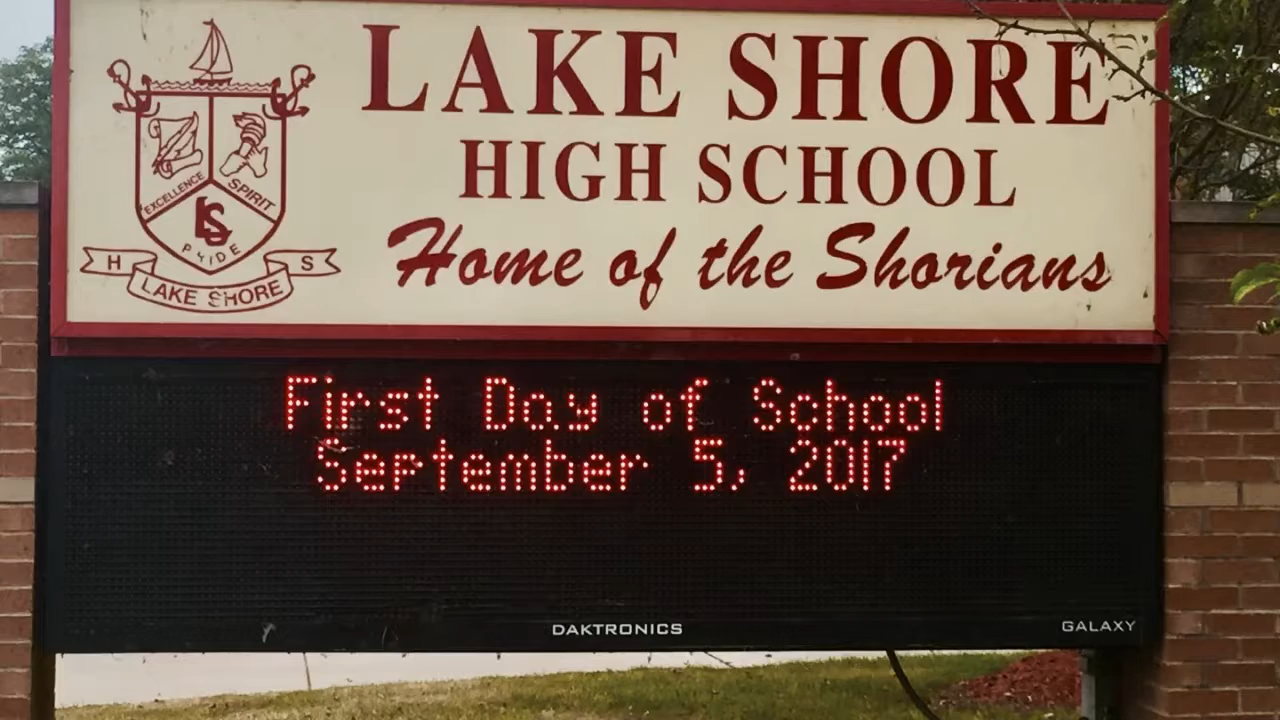 LAKE SHORE
HIGH SCHOOL
Home of the Shorians
EXCELLENCE
SPIRIT
LS
PRIDE
H S
LAKE SHORE
First Day of School
September 5, 2017
DAKTRONICS
GALAXY